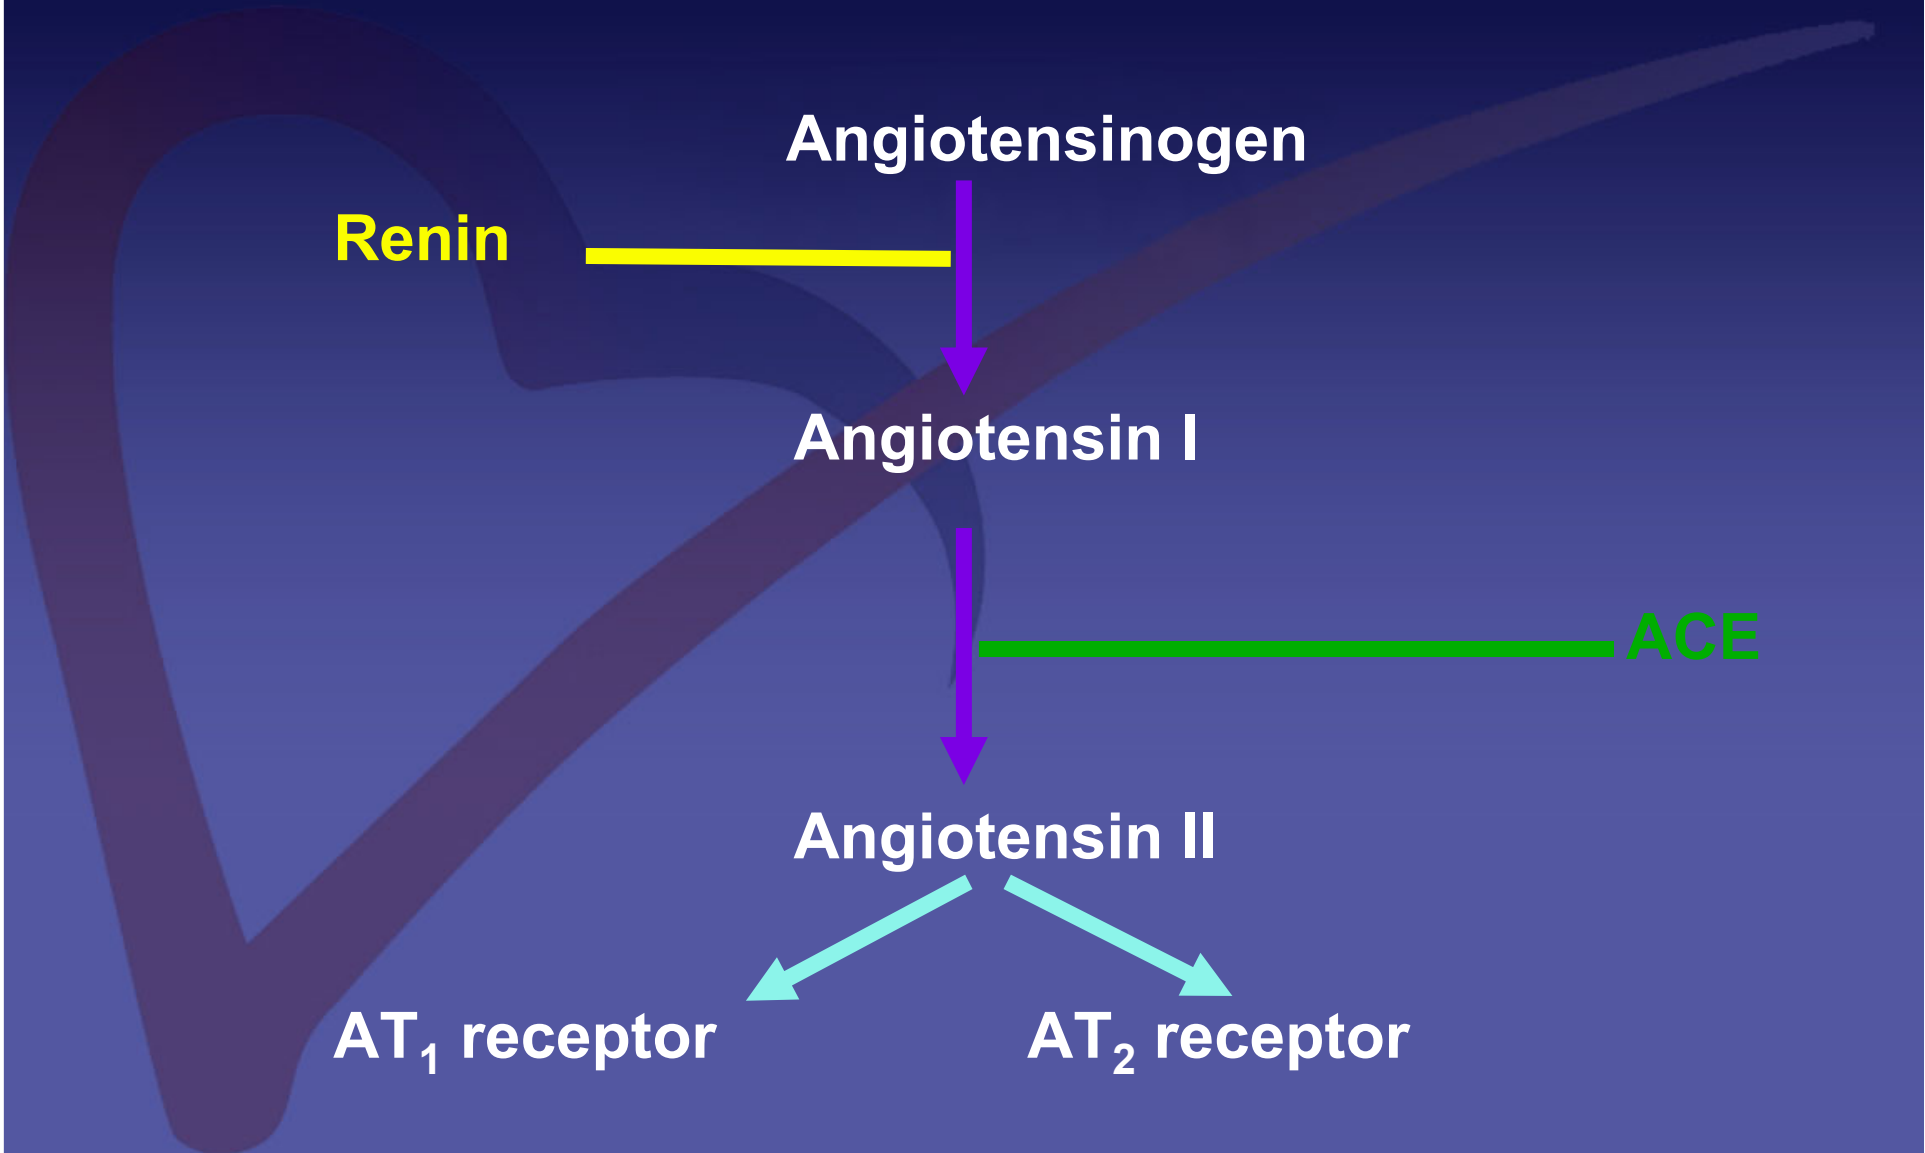 Angiotensinogen
Renin
Angiotensin I
ACE
Angiotensin II
AT₁ receptor
AT₂ receptor